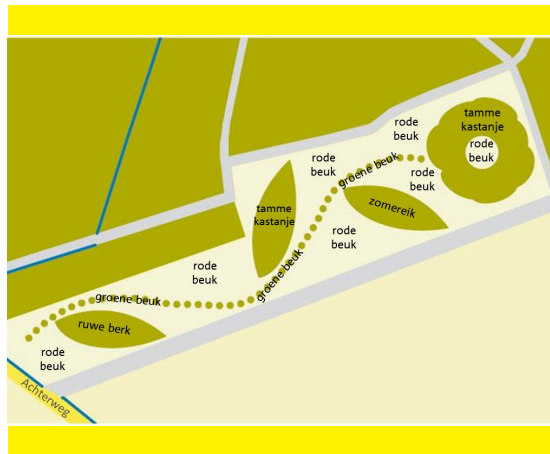 tamme
kastanje
rode
beuk
rode
beuk
rode
beuk
groene beuk
rode
beuk
tamme
kastanje
zomereik
rode
beuk
rode
beuk
groene beuk
groene beuk
ruwe berk
rode
beuk
Achterweg